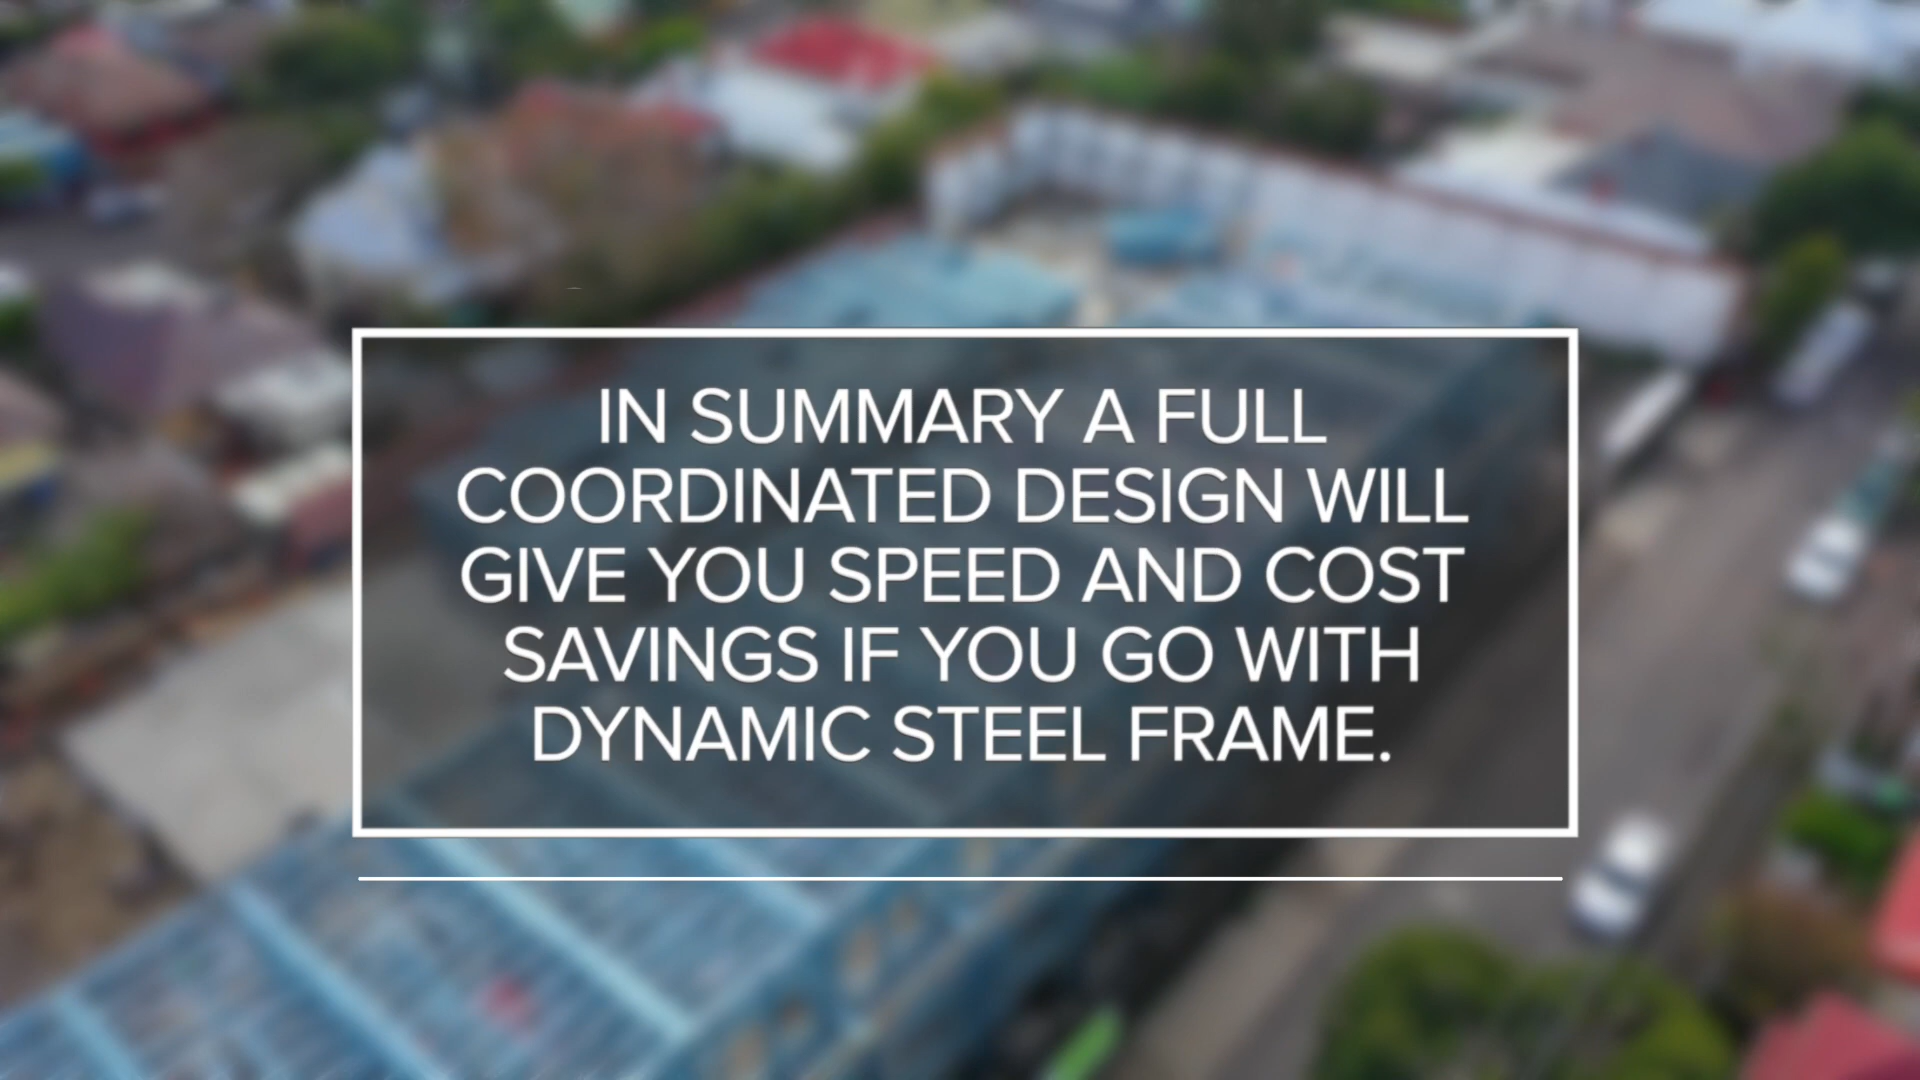 IN SUMMARY A FULL
COORDINATED DESIGN WILL
GIVE YOU SPEED AND COST
SAVINGS IF YOU GO WITH
DYNAMIC STEEL FRAME.